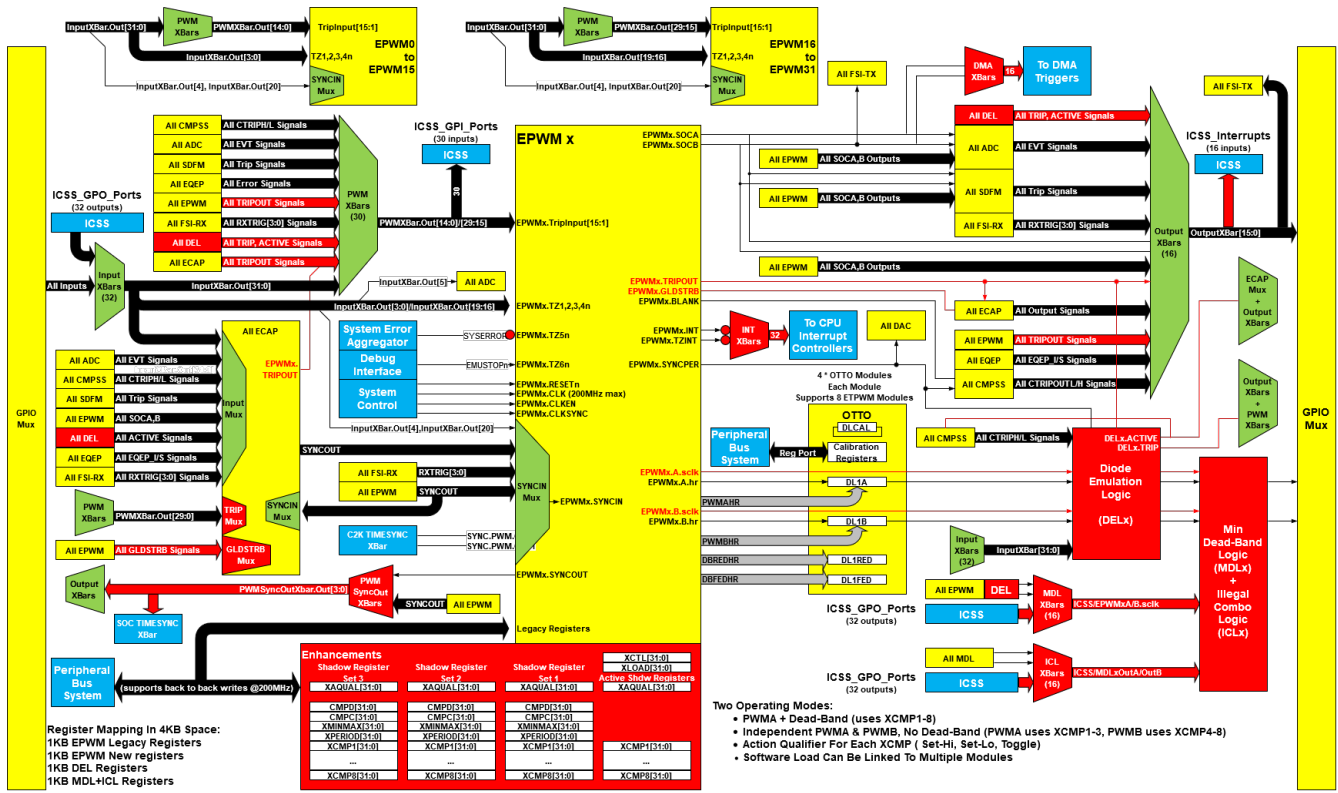 InputXBar.Out[31:0]
PWM
XBars
PWMXBar.Out[14:0]
TripInput[15:1]
EPWM0
to
EPWM15
InputXBar.Out[3:0]
TZ1,2,3,4n
SYNCIN
Mux
InputXBar.Out[4], InputXBar.Out[20]
InputXBar.Out[31:0]
PWM
XBars
PWMXBar.Out[29:15]
TripInput[15:1]
EPWM16
to
EPWM31
InputXBar.Out[19:16]
TZ1,2,3,4n
SYNCIN
Mux
InputXBar.Out[4], InputXBar.Out[20]
All FSI-TX
DMA
XBars
16
To DMA
Triggers
All FSI-TX
GPIO
Mux
ICSS_GPO_Ports
(32 outputs)
ICSS
All Inputs
Input
XBars
(32)
All CMPSS
All CTRIPH/L Signals
All ADC
All EVT Signals
All SDFM
All Trip Signals
All EQEP
All Error Signals
All EPWM
All TRIPOUT Signals
All FSI-RX
All RXTRIG[3:0] Signals
All DEL
All TRIP, ACTIVE Signals
All ECAP
All TRIPOUT Signals
InputXBar.Out[31:0]
PWM
XBars
(30)
ICSS_GPI_Ports
(30 inputs)
ICSS
30
PWMXBar.Out[14:0]/[29:15]
InputXBar.Out[5]
All ADC
InputXBar.Out[3:0]/InputXBar.Out[19:16]
System Error
Aggregator
SYSERROR
Debug
Interface
EMUSTOPn
System
Control
InputXBar.Out[4],InputXBar.Out[20]
All ECAP
EPWMx.
TRIPOUT
Input
Mux
All ADC
All EVT Signals
All CMPSS
All CTRIPH/L Signals
All SDFM
All Trip Signals
All EPWM
All SOCA,B
All DEL
All ACTIVE Signals
All EQEP
EQEP_I/S Signals
All FSI-RX
All RXTRIG[3:0] Signals
PWM
XBars
PWMXBar.Out[29:0]
TRIP
Mux
SYNCIN
Mux
All EPWM
All GLDSTRB Signals
GLDSTRB
Mux
SYNCOUT
All FSI-RX
RXTRIG[3:0]
All EPWM
SYNCOUT
C2K TIMESYNC
XBar
SYNC.PWM.
SYNC.PWM.
SYNCIN
Mux
Output
XBars
PWMSyncOutXbar.Out[3:0]
PWM
SyncOut
XBars
SYNCOUT
All EPWM
SOC TIMESYNC
XBar
Peripheral
Bus
System
(supports back to back writes @200MHz)
EPWM x
EPWMx.TripInput[15:1]
EPWMx.TZ1,2,3,4n
EPWMx.TZ5n
EPWMx.TZ6n
EPWMx.RESETn
EPWMx.CLK (200MHz max)
EPWMx.CLKEN
EPWMx.CLKSYNC
EPWMx.SYNCIN
EPWMx.SYNCOUT
Legacy Registers
EPWMx.SOCA
EPWMx.SOCB
EPWMx.TRIPOUT
EPWMx.GLDSTRB
EPWMx.BLANK
EPWMx.INT
EPWMx.TZINT
EPWMx.SYNCPER
EPWMx.A.sclk
EPWMx.A.hr
EPWMx.B.sclk
EPWMx.B.hr
INT
XBars
32
To CPU
Interrupt
Controllers
All DAC
4 * OTTO Modules
Each Module
Supports 8 ETPWM Modules
OTTO
DLCAL
Calibration
Registers
Peripheral
Bus
System
Reg Port
DL1A
PWMAHR
DL1B
PWMBHR
DBREDHR
DL1RED
DBFEDHR
DL1FED
All DEL
All TRIP, ACTIVE Signals
All ADC
All EVT Signals
All EPWM
All SOCA,B Outputs
All SDFM
All Trip Signals
All EPWM
All SOCA,B Outputs
All FSI-RX
All RXTRIG[3:0] Signals
All EPWM
All SOCA,B Outputs
All ECAP
All Output Signals
All EPWM
All TRIPOUT Signals
All EQEP
EQEP_I/S Signals
All CMPSS
All CTRIPOUTL/H Signals
Output
XBars
(16)
ICSS_Interrupts
(16 inputs)
ICSS
OutputXBar[15:0]
ECAP
Mux
+
Output
XBars
Output
XBars
+
PWM
XBars
All CMPSS
All CTRIPH/L Signals
DELx.ACTIVE
DELx.TRIP
Diode
Emulation
Logic
(DELx)
Input
XBars
(32)
InputXBar[31:0]
Min
Dead-Band
Logic
(MDLx)
+
Illegal
Combo
Logic
(ICLx)
All EPWM
DEL
ICSS_GPO_Ports
(32 outputs)
ICSS
MDL
XBars
(16)
ICSS/EPWMxA/B.sclk
All MDL
ICSS_GPO_Ports
(32 outputs)
ICSS
ICL
XBars
(16)
ICSS/MDLxOutA/OutB
GPIO
Mux
Enhancements
Shadow Register
Set 3
XAQUAL[31:0]
CMPD[31:0]
CMPC[31:0]
XMINMAX[31:0]
XPERIOD[31:0]
XCMP1[31:0]
...
XCMP8[31:0]
Shadow Register
Set 2
XAQUAL[31:0]
CMPD[31:0]
CMPC[31:0]
XMINMAX[31:0]
XPERIOD[31:0]
XCMP1[31:0]
...
XCMP8[31:0]
Shadow Register
Set 1
XAQUAL[31:0]
CMPD[31:0]
CMPC[31:0]
XMINMAX[31:0]
XPERIOD[31:0]
XCMP1[31:0]
...
XCMP8[31:0]
XCTL[31:0]
XLOAD[31:0]
Active Shdw Registers
XAQUAL[31:0]
XCMP1[31:0]
...
XCMP8[31:0]
Register Mapping In 4KB Space:
1KB EPWM Legacy Registers
1KB EPWM New registers
1KB DEL Registers
1KB MDL+ICL Registers
Two Operating Modes:
• PWMA + Dead-Band (uses XCMP1-8)
• Independent PWMA & PWMB, No Dead-Band (PWMA uses XCMP1-3, PWMB uses XCMP4-8)
• Action Qualifier For Each XCMP ( Set-Hi, Set-Lo, Toggle)
• Software Load Can Be Linked To Multiple Modules